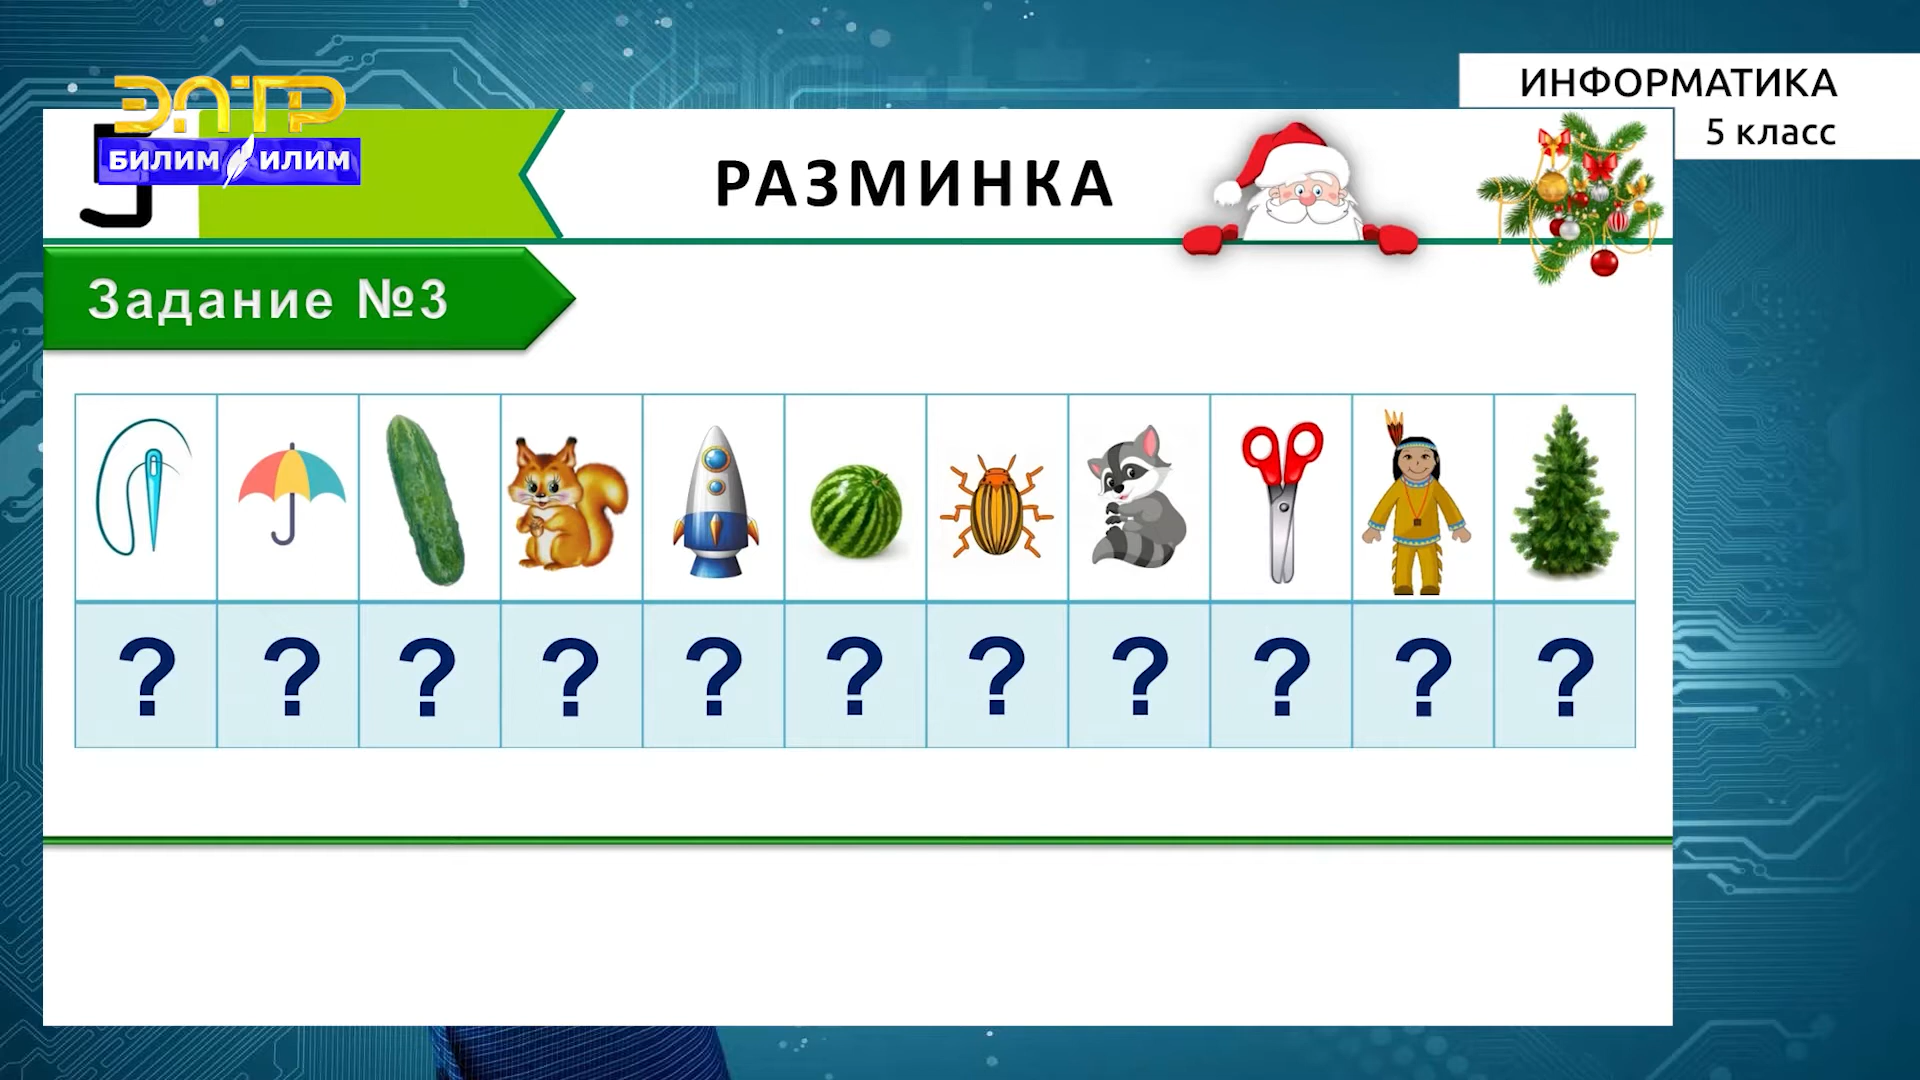 ЭЛТР
БИЛИМ ИЛИМ
ИНФОРМАТИКА
5 класс
РАЗМИНКА
Задание №3
? ? ? ? ? ? ? ? ? ? ?